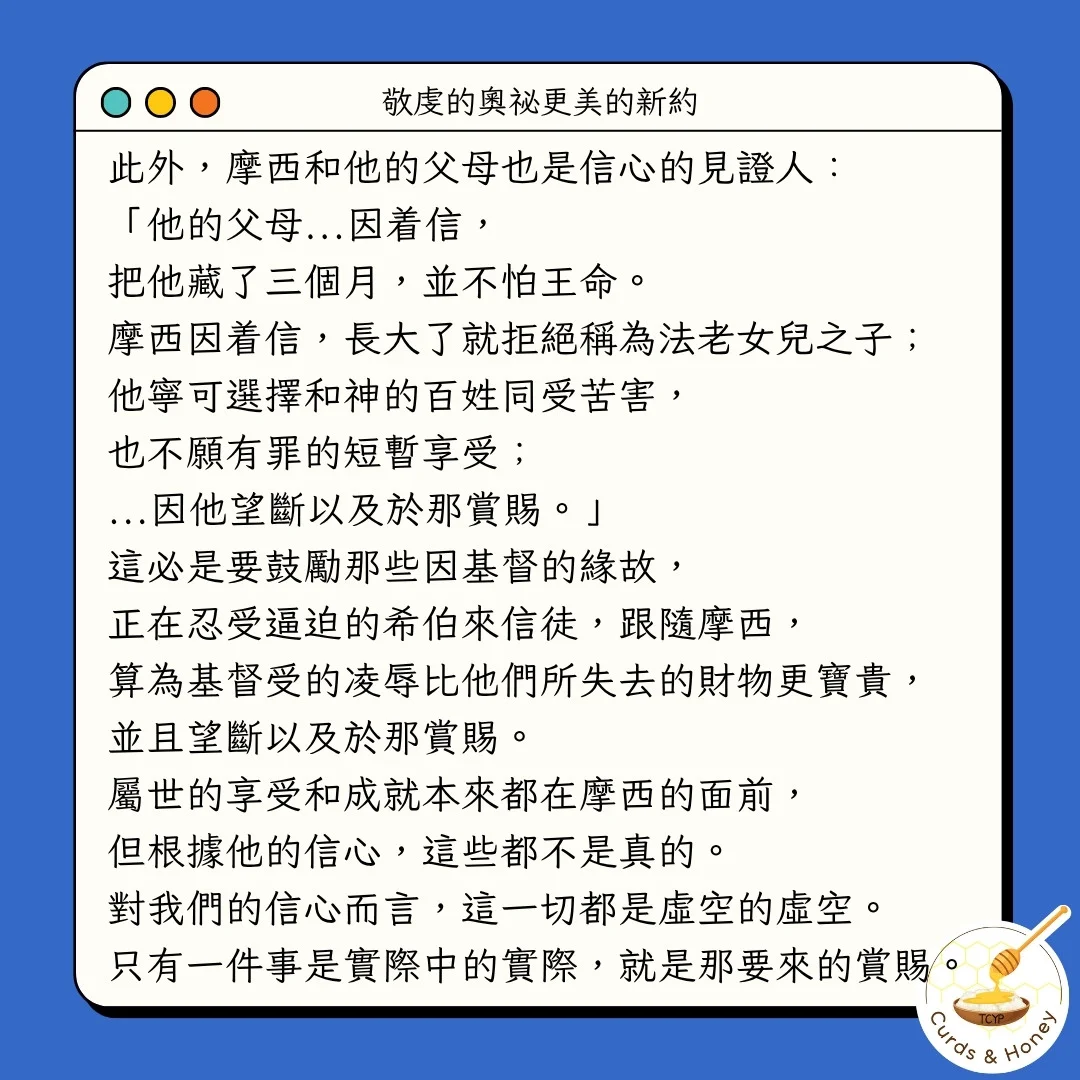 敬虔的奧祕更美的新約
此外，摩西和他的父母也是信心的見證人：
「他的父母...因着信，
把他藏了三個月，並不怕王命。
摩西因着信，長大了就拒絕稱為法老女兒之子；
他寧可選擇和神的百姓同受苦害，
也不願有罪的短暫享受；
...因他望斷以及於那賞賜。」
這必是要鼓勵那些因基督的緣故，
正在忍受逼迫的希伯來信徒，跟隨摩西，
算為基督受的凌辱比他們所失去的財物更寶貴，
並且望斷以及於那賞賜。
屬世的享受和成就本來都在摩西的面前，
但根據他的信心，這些都不是真的。
對我們的信心而言，這一切都是虛空的虛空。
只有一件事是實際中的實際，就是那要來的賞賜。
TCYP
Curds & Honey